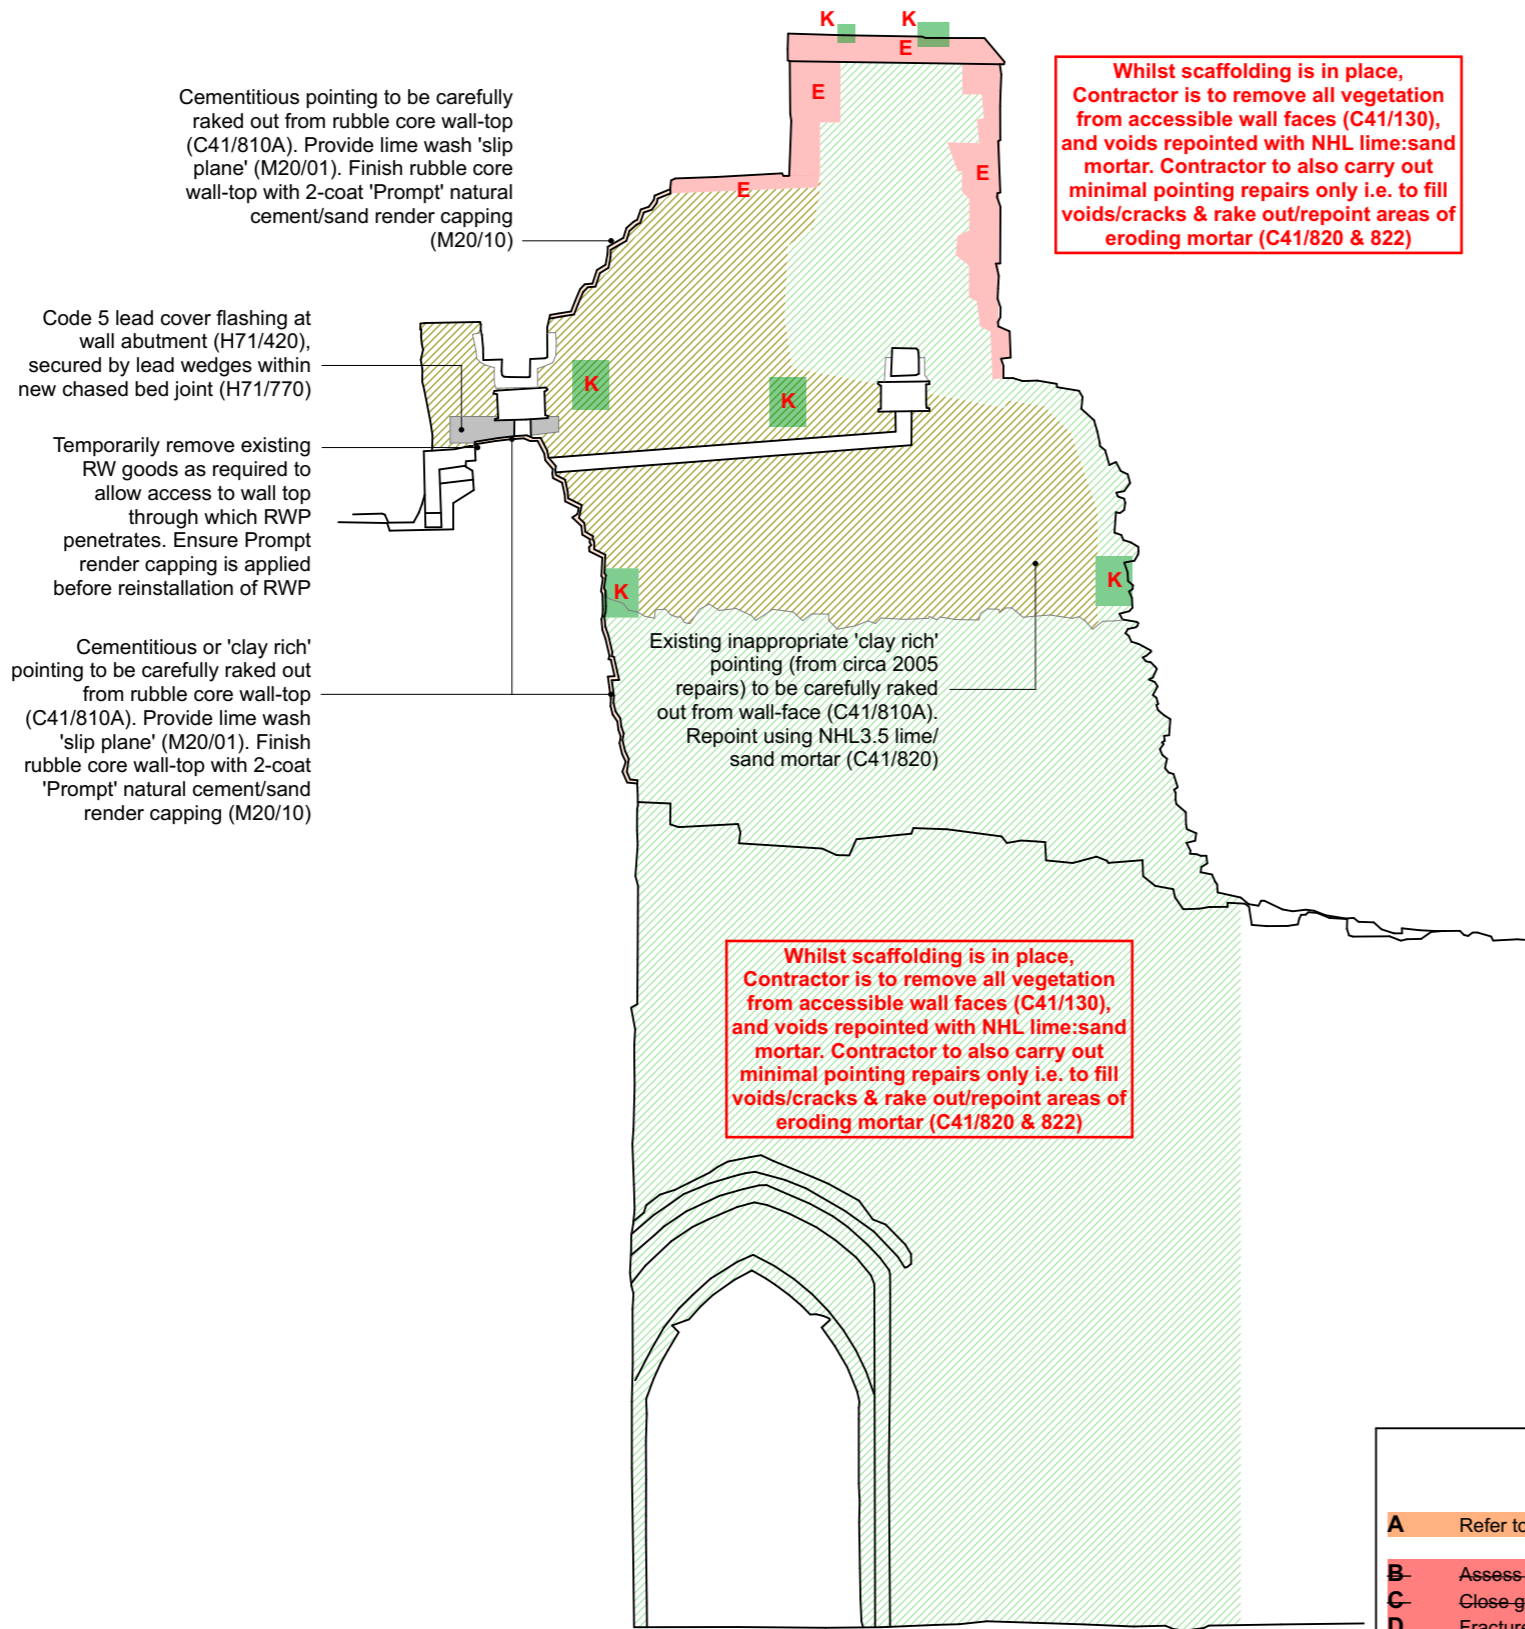 K
K
E
E
E
E
Whilst scaffolding is in place,
Contractor is to remove all vegetation
from accessible wall faces (C41/130),
and voids repointed with NHL lime:sand
mortar. Contractor to also carry out
minimal pointing repairs only i.e. to fill
voids/cracks & rake out/repoint areas of
eroding mortar (C41/820 & 822)
Cementitious pointing to be carefully
raked out from rubble core wall-top
(C41/810A). Provide lime wash 'slip
plane' (M20/01). Finish rubble core
wall-top with 2-coat 'Prompt' natural
cement/sand render capping
(M20/10)
Code 5 lead cover flashing at
wall abutment (H71/420),
secured by lead wedges within
new chased bed joint (H71/770)
K
K
Temporarily remove existing
RW goods as required to
allow access to wall top
through which RWP
penetrates. Ensure Prompt
render capping is applied
before reinstallation of RWP
K
K
Cementitious or 'clay rich'
pointing to be carefully raked out
from rubble core wall-top
(C41/810A). Provide lime wash
'slip plane' (M20/01). Finish
rubble core wall-top with 2-coat
'Prompt' natural cement/sand
render capping (M20/10)
Existing inappropriate 'clay rich'
pointing (from circa 2005
repairs) to be carefully raked
out from wall-face (C41/810A).
Repoint using NHL3.5 lime/
sand mortar (C41/820)
Whilst scaffolding is in place,
Contractor is to remove all vegetation
from accessible wall faces (C41/130),
and voids repointed with NHL lime:sand
mortar. Contractor to also carry out
minimal pointing repairs only i.e. to fill
voids/cracks & rake out/repoint areas of
eroding mortar (C41/820 & 822)
A Refer to
B Assess
C Close g
D Fracture